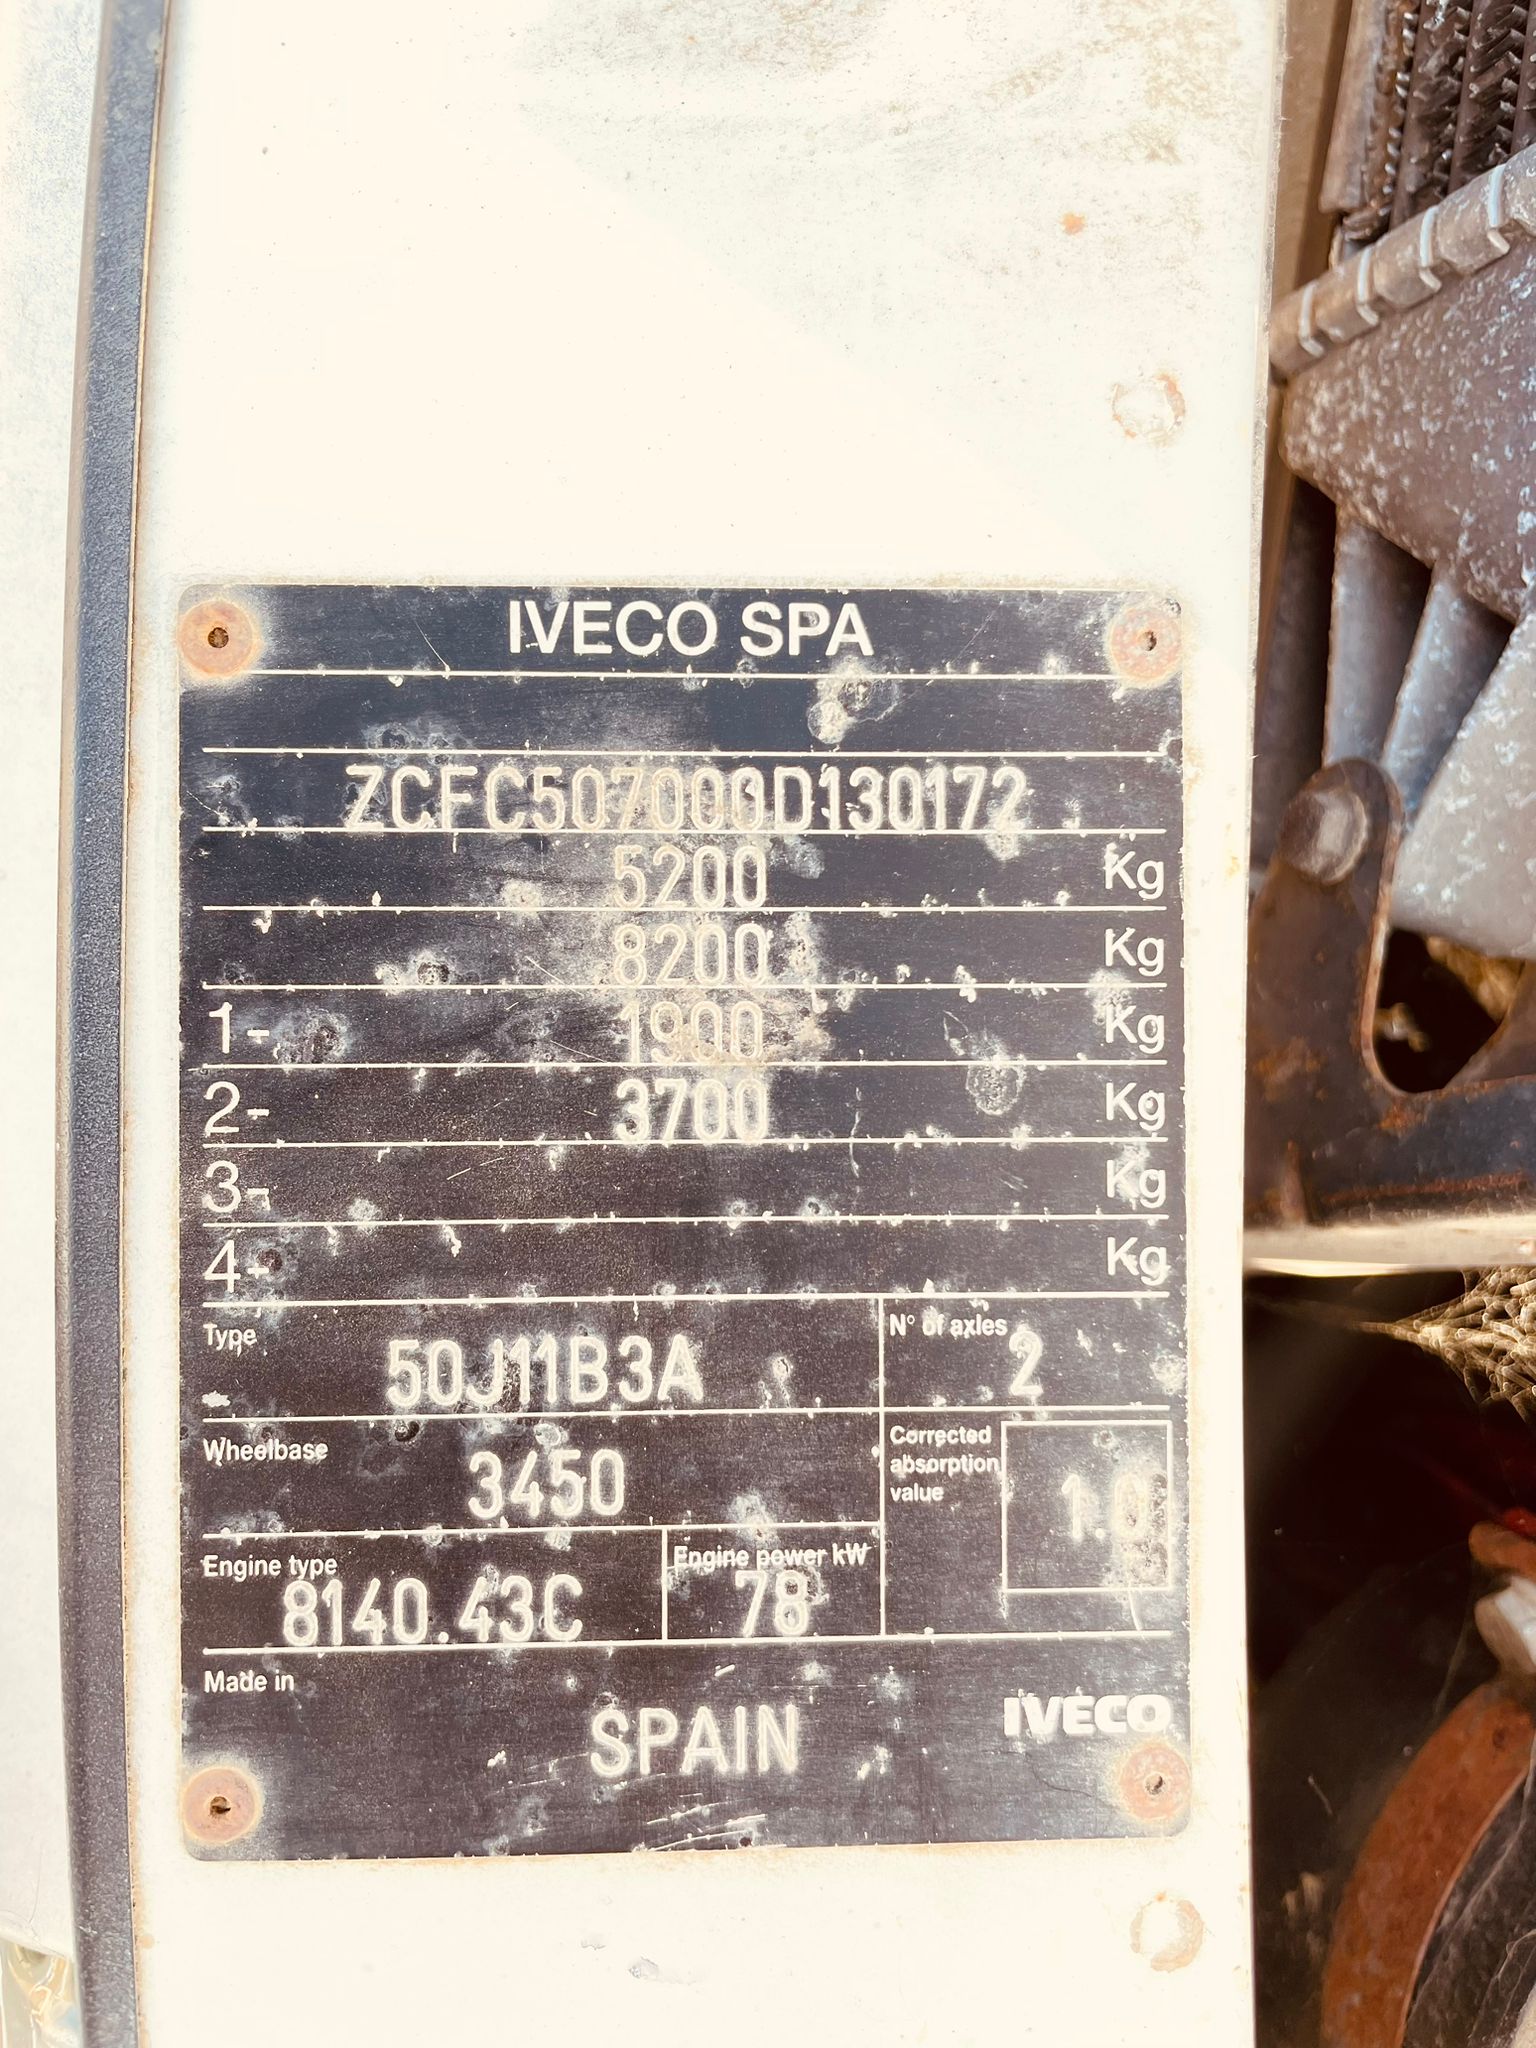 IVECO SPA
ZCFC507000D130172
5200 Kg
8200 Kg
1- 1900 Kg
2- 3700 Kg
3- Kg
4- Kg
Type 50J11B3A
N° of axles 2
Wheelbase 3450
Corrected absorption value 1.0
Engine type 8140.43C
Engine power kW 78
Made in SPAIN
IVECO